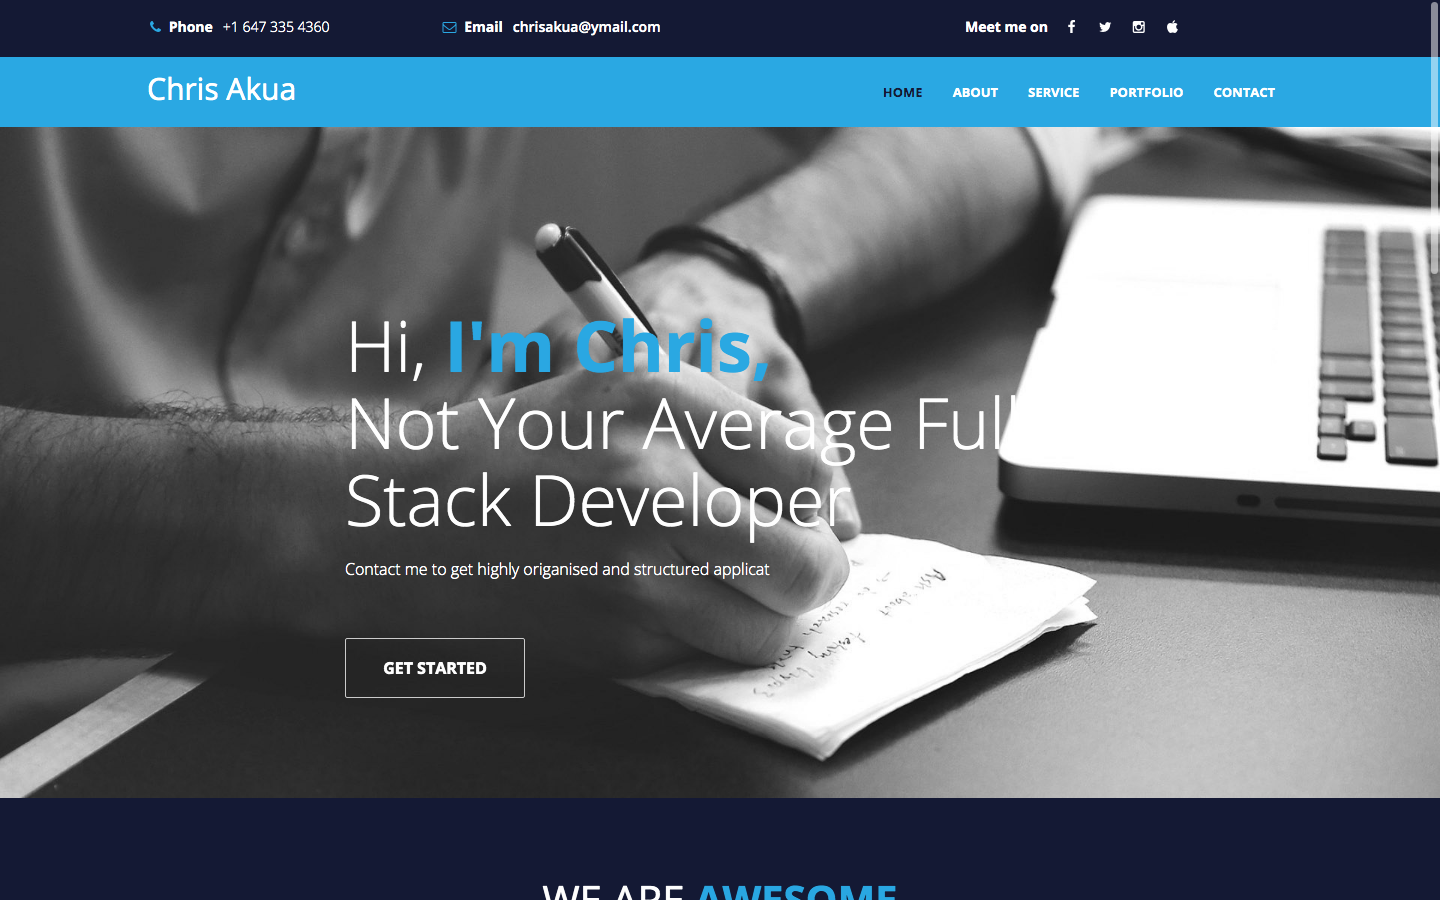 Phone +1 647 335 4360
Email chrisakua@ymail.com
Meet me on
Chris Akua
HOME ABOUT SERVICE PORTFOLIO CONTACT
Hi, I'm Chris,
Not Your Average Full
Stack Developer
Contact me to get highly origanised and structured applicat
GET STARTED
Ask about
WE ARE AWESOME